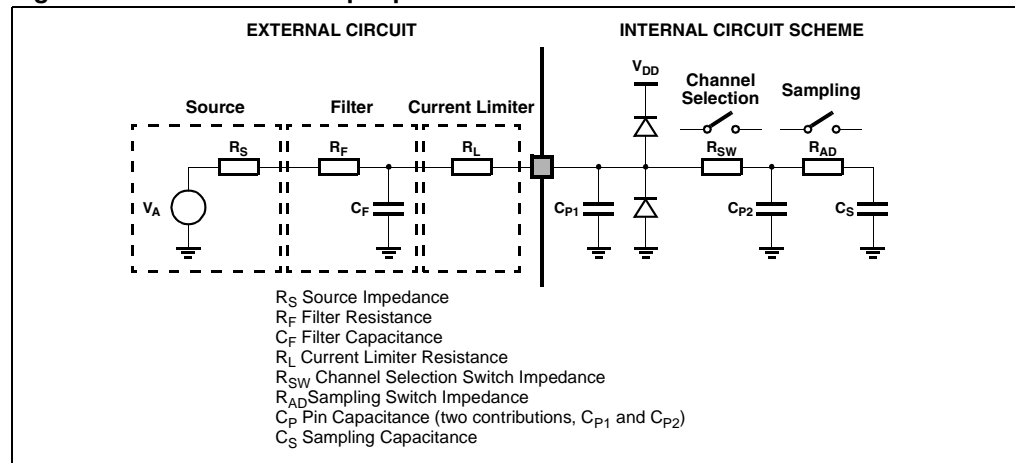 EXTERNAL CIRCUIT
INTERNAL CIRCUIT SCHEME
V_DD
Channel
Selection
Sampling
Source
Filter
Current Limiter
R_S
R_F
R_L
R_SW
R_AD
V_A
C_F
C_P1
C_P2
C_S
R_S Source Impedance
R_F Filter Resistance
C_F Filter Capacitance
R_L Current Limiter Resistance
R_SW Channel Selection Switch Impedance
R_ADSampling Switch Impedance
C_P Pin Capacitance (two contributions, C_P1 and C_P2)
C_S Sampling Capacitance